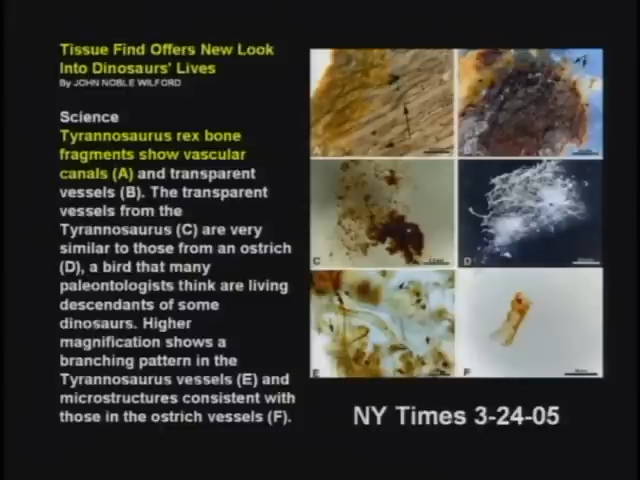 Tissue Find Offers New Look
Into Dinosaurs' Lives
By JOHN NOBLE WILFORD
Science
Tyrannosaurus rex bone
fragments show vascular
canals (A) and transparent
vessels (B). The transparent
vessels from the
Tyrannosaurus (C) are very
similar to those from an ostrich
(D), a bird that many
paleontologists think are living
descendants of some
dinosaurs. Higher
magnification shows a
branching pattern in the
Tyrannosaurus vessels (E) and
microstructures consistent with
those in the ostrich vessels (F).
A
C
D
E
F
NY Times 3-24-05